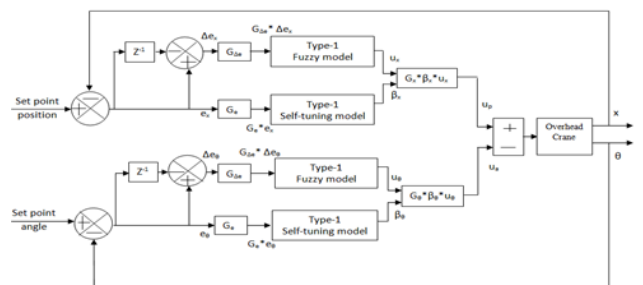 Δeₓ
G_Δe* Δeₓ
Z⁻¹
G_Δe
Type-1
Fuzzy model
uₓ
Gₓ*βₓ*uₓ
Set point
position
eₓ
Gₑ
Gₑ*eₓ
Type-1
Self-tuning model
βₓ
uₚ
Overhead
Crane
x
θ
Δe_θ
G_Δe* Δe_θ
Z⁻¹
G_Δe
Type-1
Fuzzy model
u_θ
G_θ*β_θ*u_θ
uₐ
Set point
angle
e_θ
Gₑ
Gₑ*e_θ
Type-1
Self-tuning model
β_θ